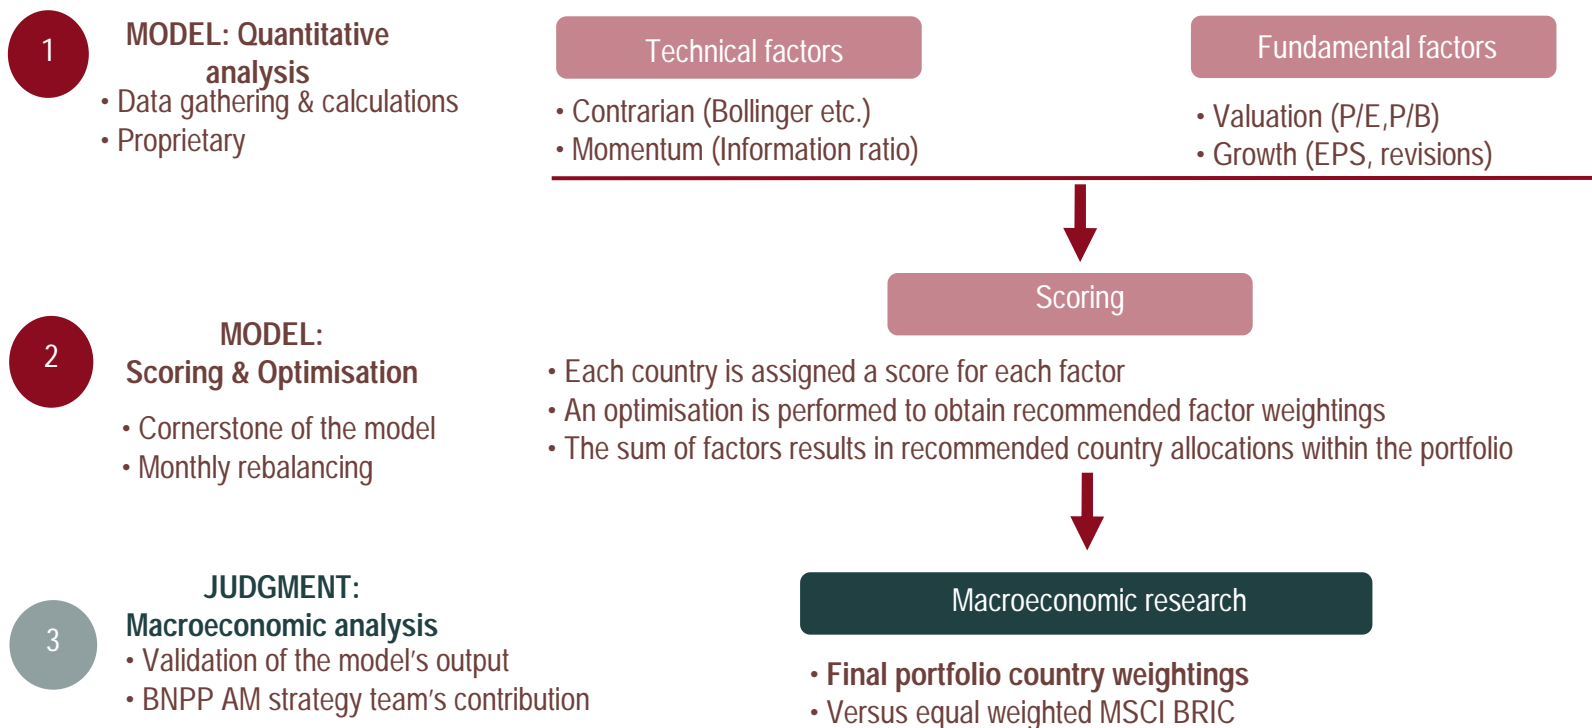 1
MODEL: Quantitative
analysis
• Data gathering & calculations
• Proprietary
Technical factors
• Contrarian (Bollinger etc.)
• Momentum (Information ratio)
Fundamental factors
• Valuation (P/E,P/B)
• Growth (EPS, revisions)
2
MODEL:
Scoring & Optimisation
• Cornerstone of the model
• Monthly rebalancing
Scoring
• Each country is assigned a score for each factor
• An optimisation is performed to obtain recommended factor weightings
• The sum of factors results in recommended country allocations within the portfolio
3
JUDGMENT:
Macroeconomic analysis
• Validation of the model’s output
• BNPP AM strategy team’s contribution
Macroeconomic research
• Final portfolio country weightings
• Versus equal weighted MSCI BRIC